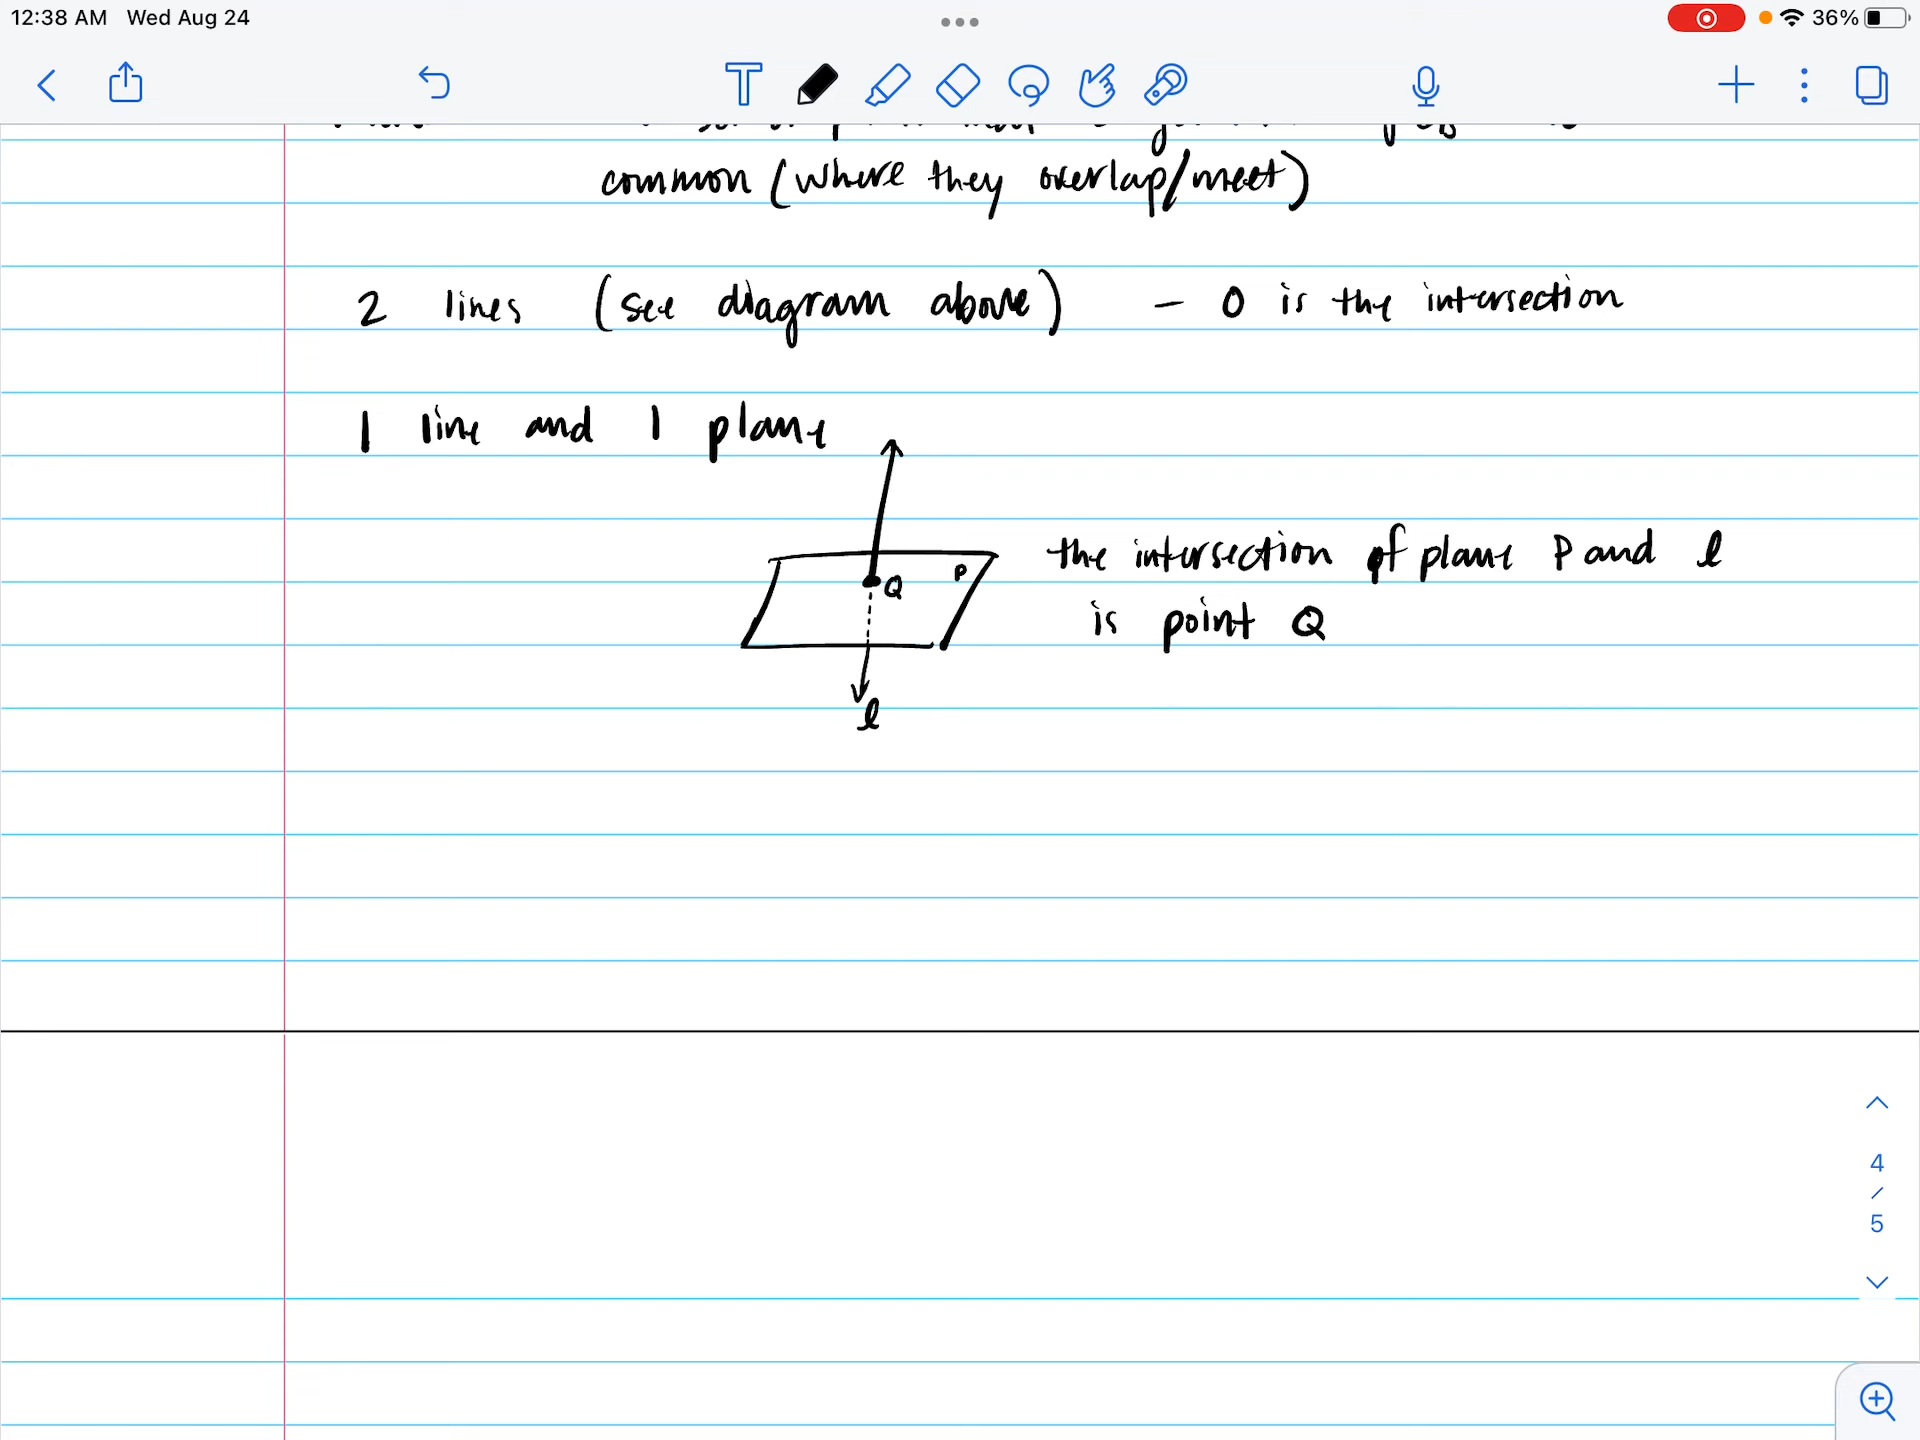 12:38 AM Wed Aug 24
36%
common (where they overlap/meet)
2 lines (see diagram above) - O is the intersection
1 line and 1 plane
Q
P
the intersection of plane P and l
is point Q
l
4
/
5